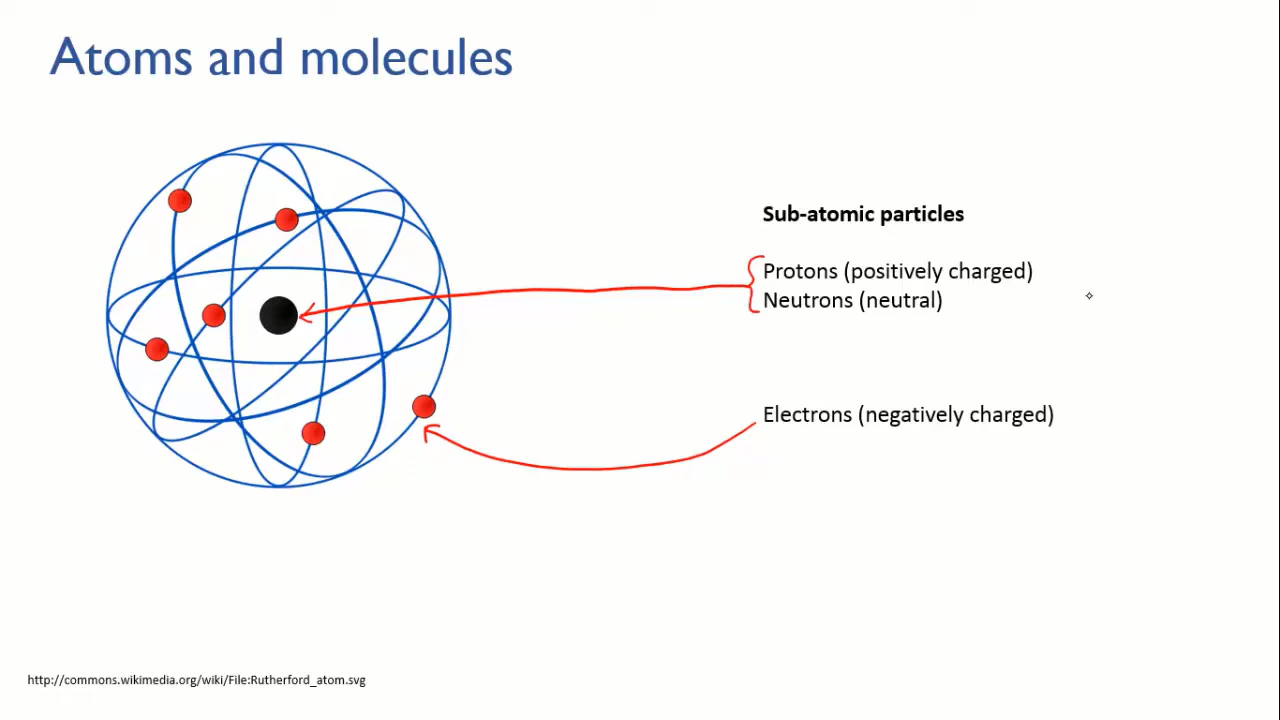 Atoms and molecules
Sub-atomic particles
Protons (positively charged)
Neutrons (neutral)
Electrons (negatively charged)
http://commons.wikimedia.org/wiki/File:Rutherford_atom.svg